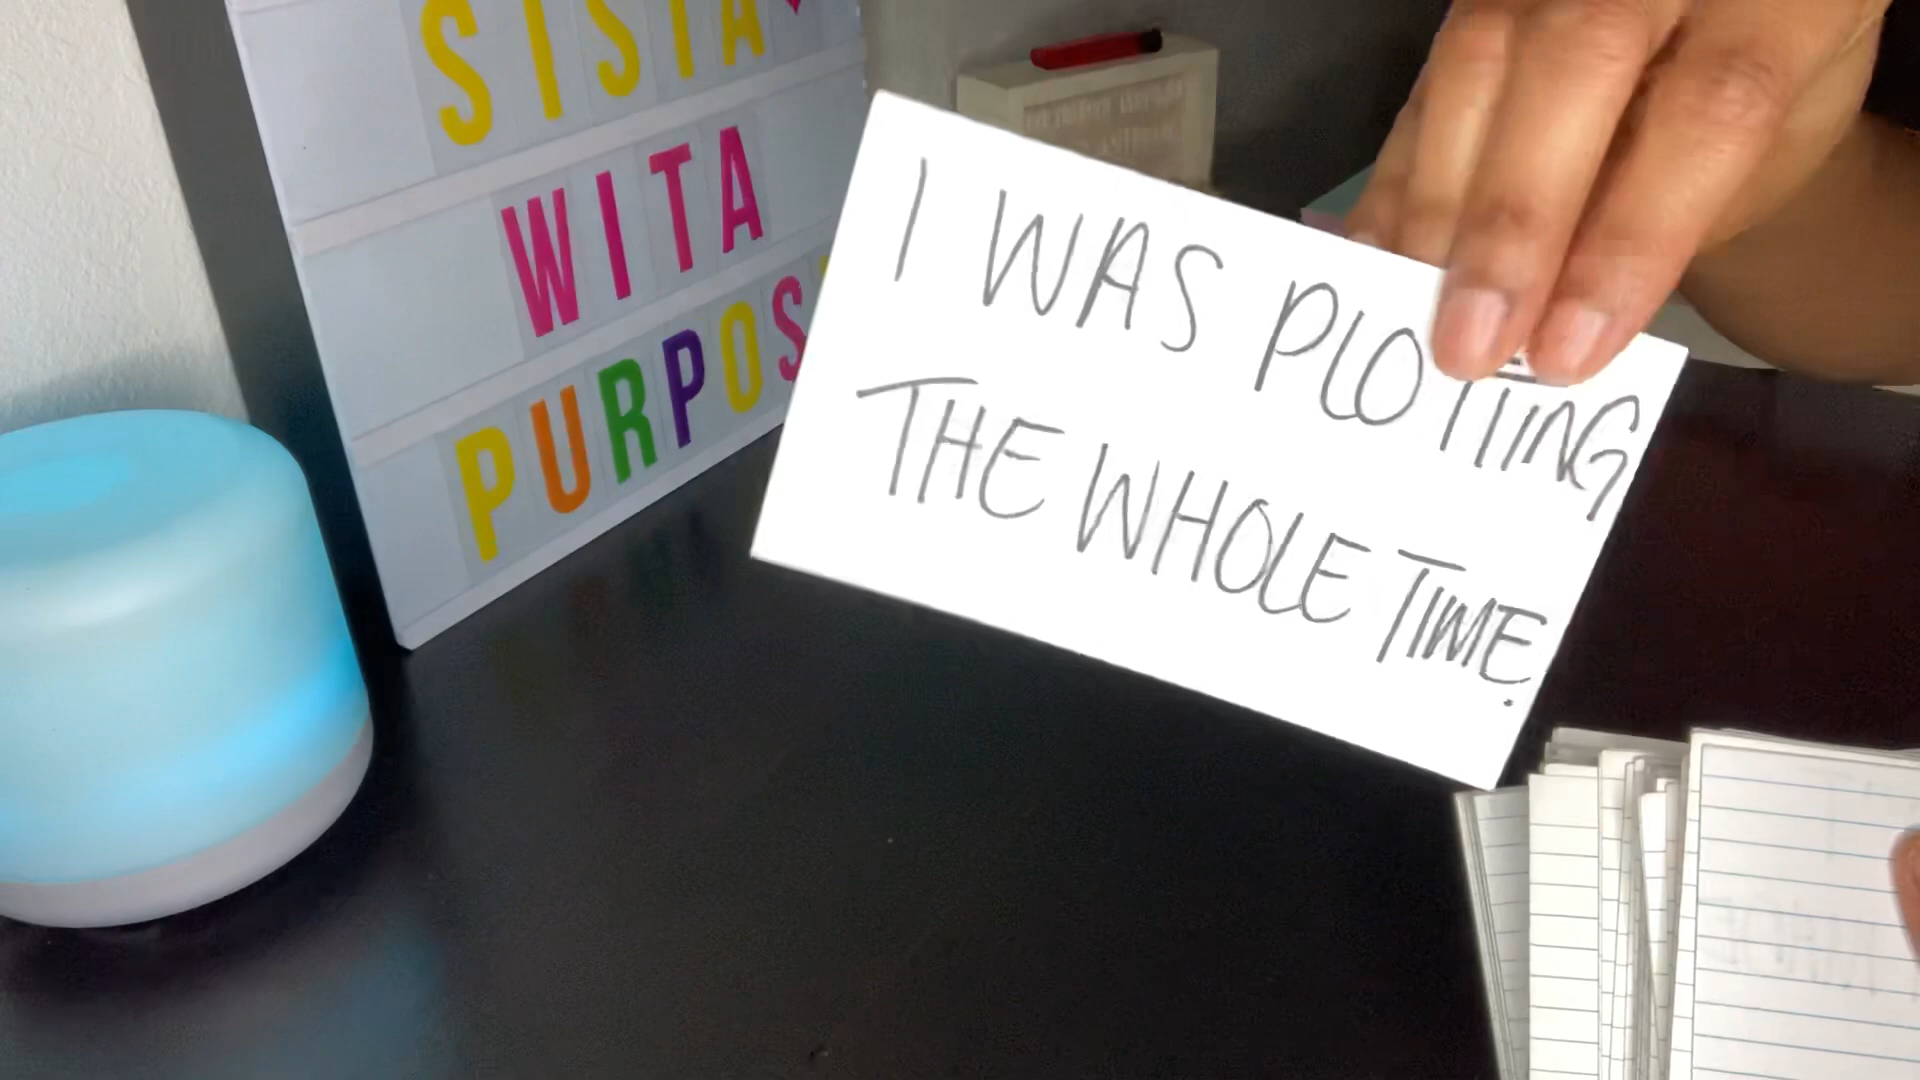 SISTA
WITA
PURPOS
I WAS PLOTTING
THE WHOLE TIME.